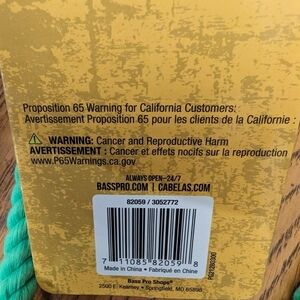 Proposition 65 Warning for California Customers:
Avertissement Proposition 65 pour les clients de la Californie :
WARNING: Cancer and Reproductive Harm
AVERTISSEMENT : Cancer et effets nocifs sur la reproduction
www.P65Warnings.ca.gov
ALWAYS OPEN–24/7
BASSPRO.COM | CABELAS.COM
82059 / 3052772
7 11085 82059 8
Made in China • Fabriqué en China
Bass Pro Shops®
2500 E. Kearney • Springfield, MO 65898